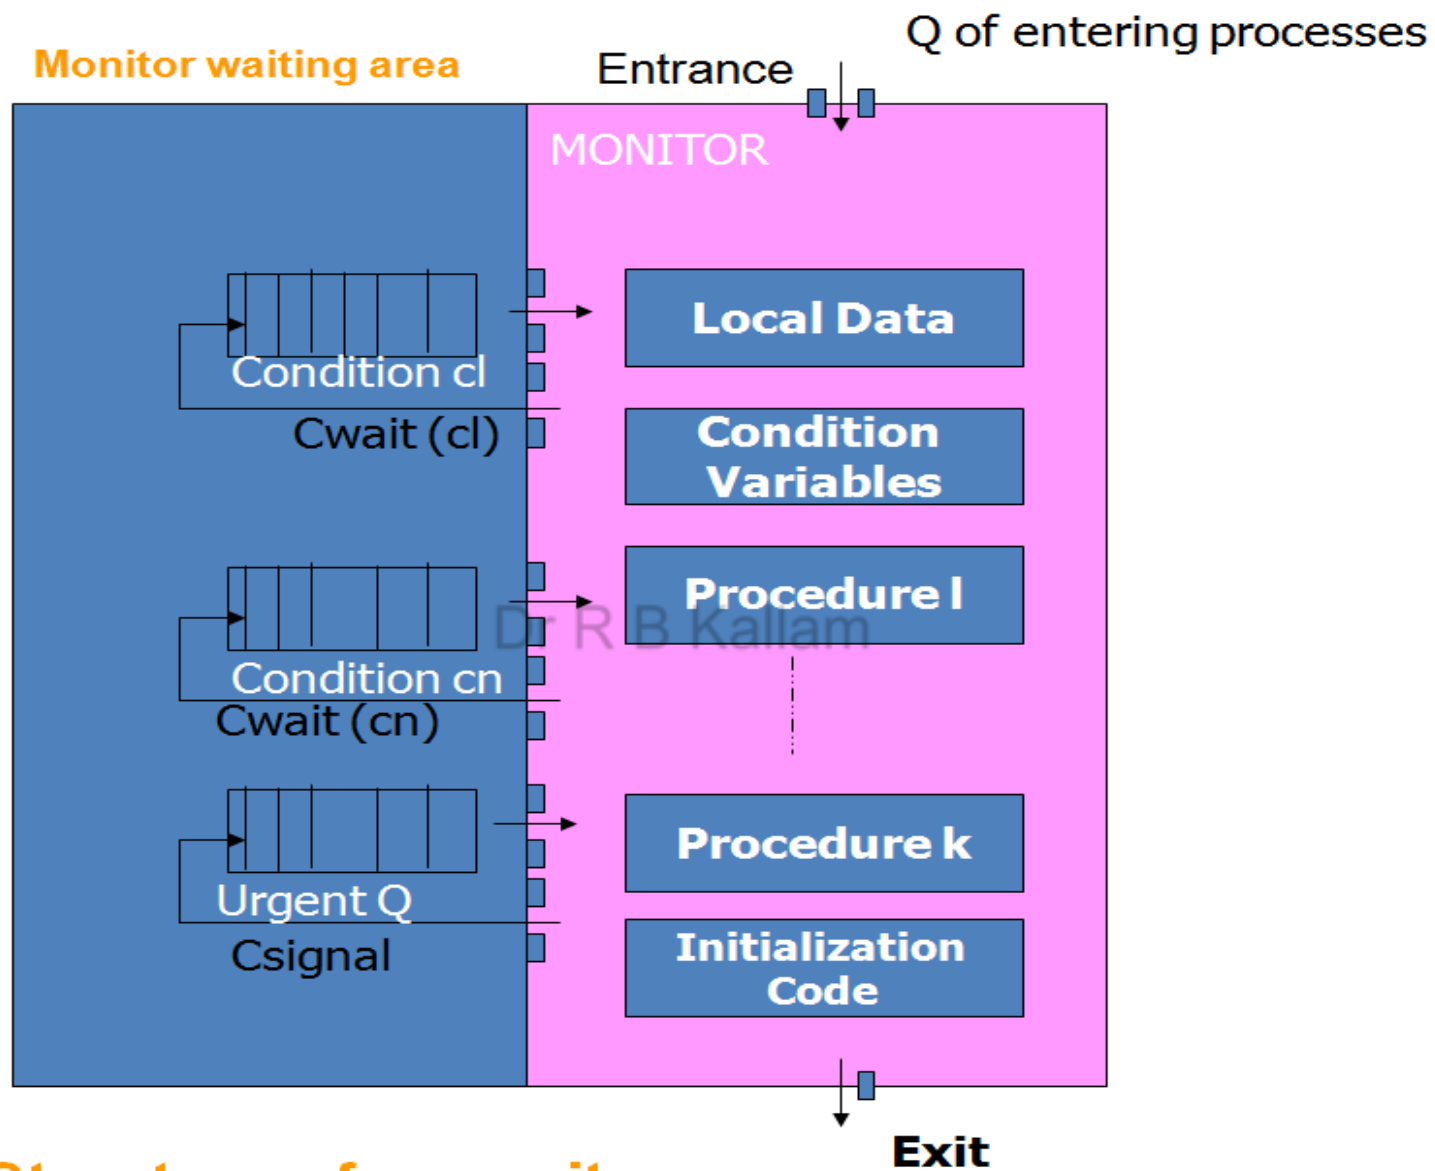 Q of entering processes
Monitor waiting area
Entrance
MONITOR
Local Data
Condition cl
Cwait (cl)
Condition
Variables
Procedure l
Dr R B Kallam
Condition cn
Cwait (cn)
Procedure k
Urgent Q
Csignal
Initialization
Code
Exit